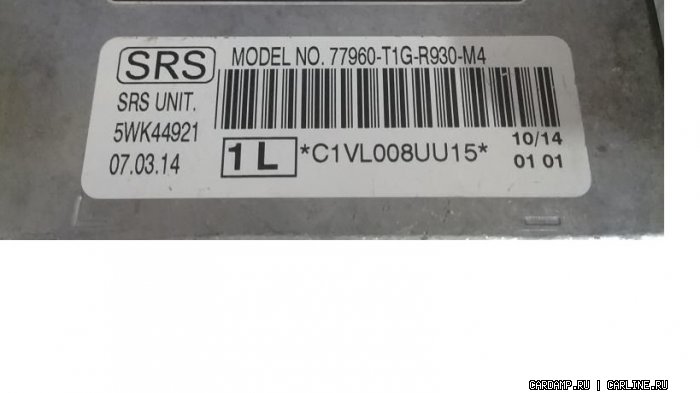 SRS MODEL NO. 77960-T1G-R930-M4
SRS UNIT.
5WK44921
07.03.14
1 L *C1VL008UU15* 10/14
01 01
CARDAMP.RU | CARLINE.RU